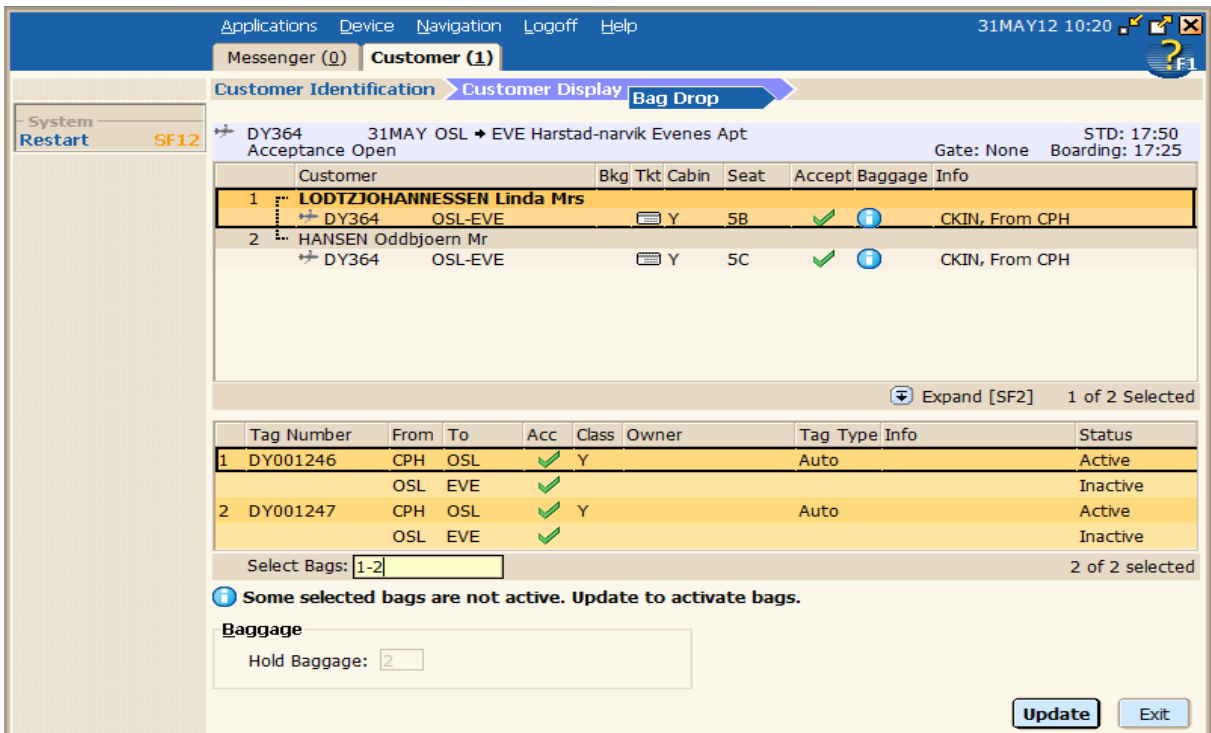 Applications Device Navigation Logoff Help 31MAY12 10:20
Messenger (0) Customer (1) ? F1
Customer Identification Customer Display Bag Drop
System
Restart SF12
DY364 31MAY OSL → EVE Harstad-narvik Evenes Apt STD: 17:50
Acceptance Open Gate: None Boarding: 17:25
Customer Bkg Tkt Cabin Seat Accept Baggage Info
1 LODTZJOHANNESSEN Linda Mrs
DY364 OSL-EVE Y 5B CKIN, From CPH
2 HANSEN Oddbjoern Mr
DY364 OSL-EVE Y 5C CKIN, From CPH
Expand [SF2] 1 of 2 Selected
Tag Number From To Acc Class Owner Tag Type Info Status
1 DY001246 CPH OSL Y Auto Active
OSL EVE Inactive
2 DY001247 CPH OSL Y Auto Active
OSL EVE Inactive
Select Bags: 1-2 2 of 2 selected
Some selected bags are not active. Update to activate bags.
Baggage
Hold Baggage: 2
Update Exit